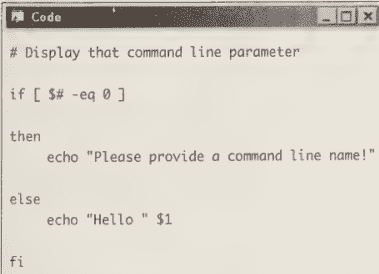 Code
# Display that command line parameter
if [ $# -eq 0 ]
then
echo "Please provide a command line name!"
else
echo "Hello " $1
fi